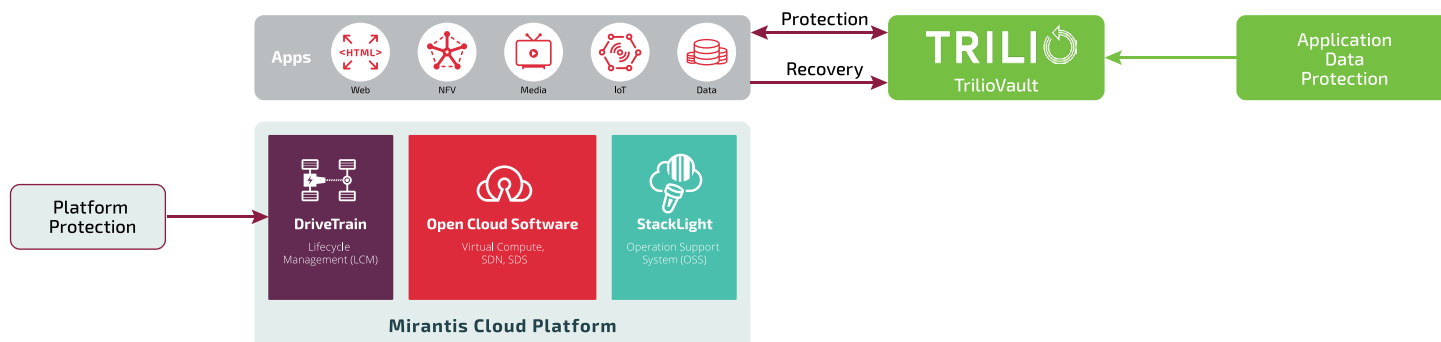 Apps
<HTML>
Web
NFV
Media
IoT
Data
Protection
Recovery
TRILIO
TrilioVault
Application
Data
Protection
Platform
Protection
DriveTrain
Lifecycle
Management (LCM)
Open Cloud Software
Virtual Compute,
SDN, SDS
StackLight
Operation Support
System (OSS)
Mirantis Cloud Platform